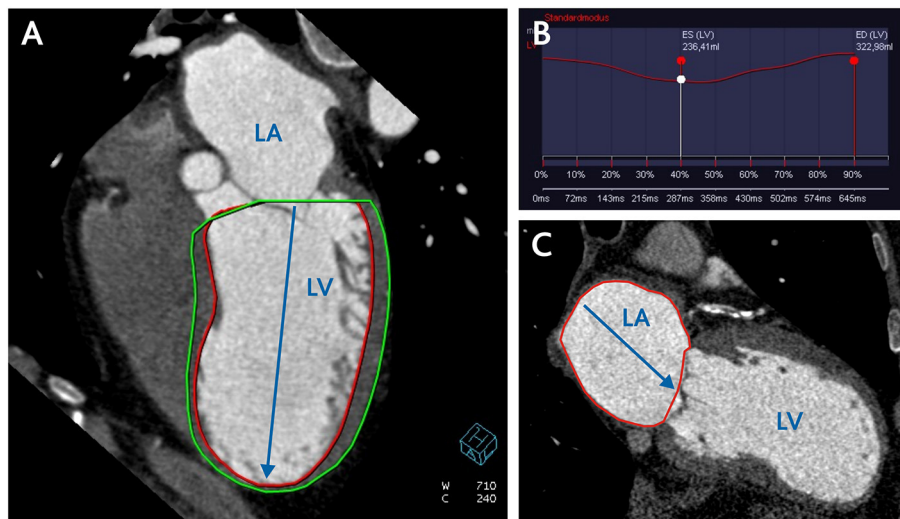 A
LA
LV
W 710
C 240
B
Standardmodus
ES (LV)
236,41ml
ED (LV)
322,98ml
LV
0% 10% 20% 30% 40% 50% 60% 70% 80% 90%
0ms 72ms 143ms 215ms 287ms 358ms 430ms 502ms 574ms 645ms
C
LA
LV